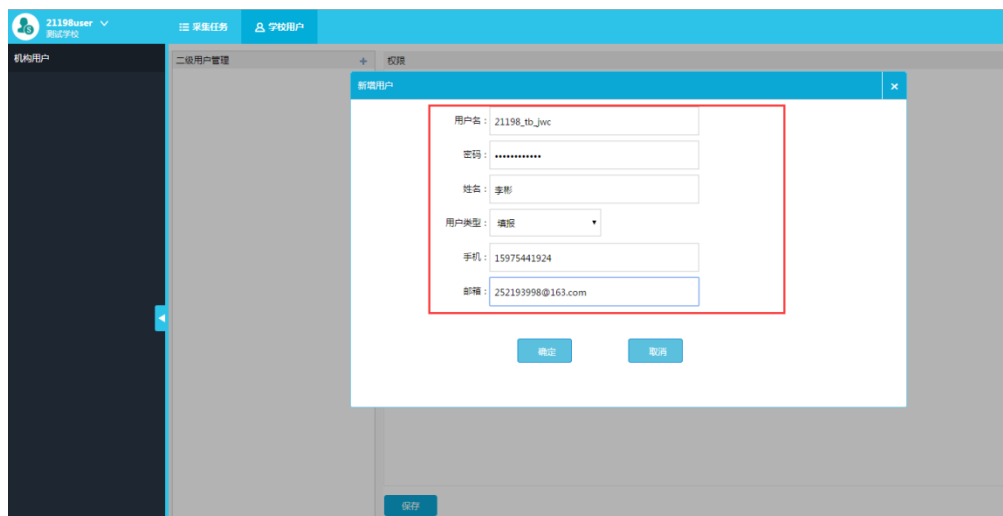 21198user
测试学校
采集任务
学校用户
机构用户
二级用户管理 +
权限
新增用户 ×
用户名： 21198_tb_jwc
密码： ••••••••••••
姓名： 李彬
用户类型： 填报
手机： 15975441924
邮箱： 252193998@163.com
确定
取消
保存